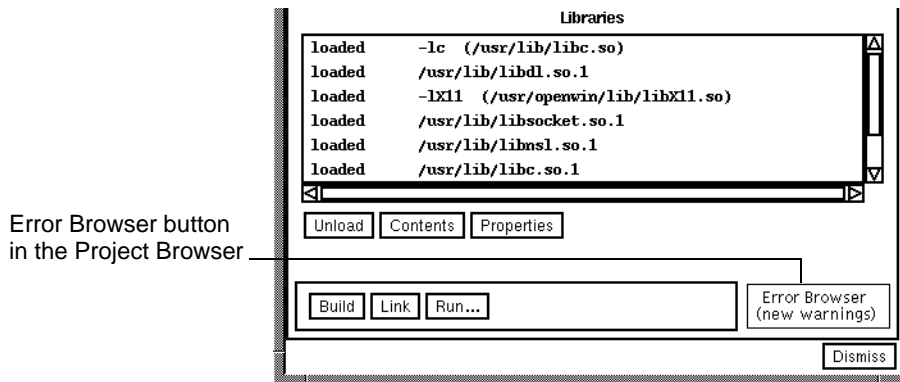 Libraries
loaded -lc (/usr/lib/libc.so)
loaded /usr/lib/libdl.so.1
loaded -lX11 (/usr/openwin/lib/libX11.so)
loaded /usr/lib/libsocket.so.1
loaded /usr/lib/libnsl.so.1
loaded /usr/lib/libc.so.1
Unload Contents Properties
Error Browser button
in the Project Browser
Build Link Run...
Error Browser
(new warnings)
Dismiss